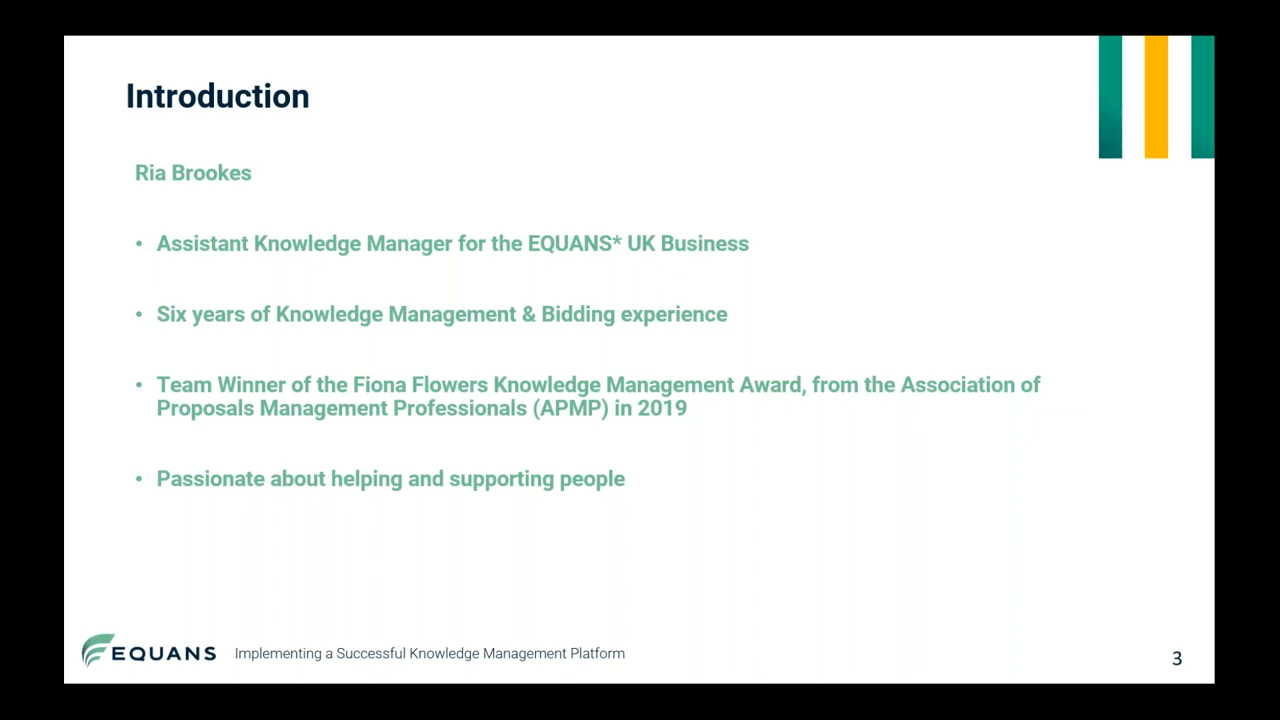 Introduction
Ria Brookes
• Assistant Knowledge Manager for the EQUANS* UK Business
• Six years of Knowledge Management & Bidding experience
• Team Winner of the Fiona Flowers Knowledge Management Award, from the Association of
Proposals Management Professionals (APMP) in 2019
• Passionate about helping and supporting people
EQUANS Implementing a Successful Knowledge Management Platform
3